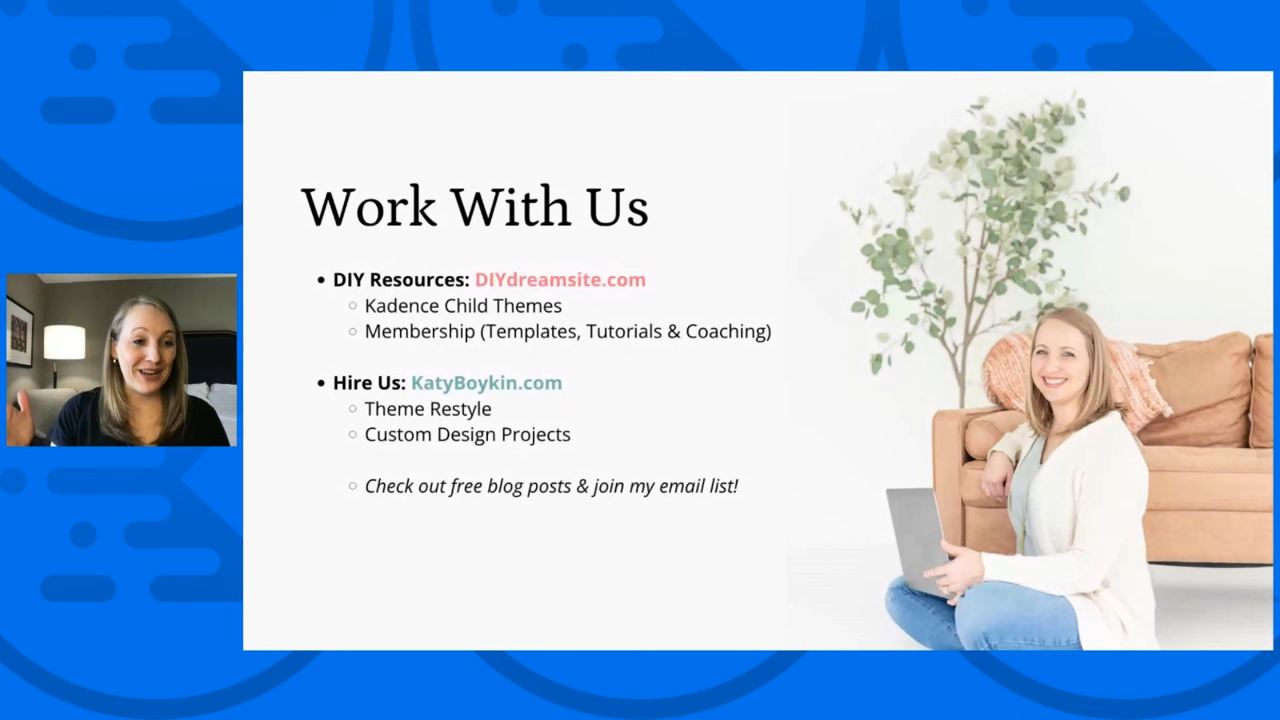 Work With Us
• DIY Resources: DIYdreamsite.com
○ Kadence Child Themes
○ Membership (Templates, Tutorials & Coaching)
• Hire Us: KatyBoykin.com
○ Theme Restyle
○ Custom Design Projects
○ Check out free blog posts & join my email list!